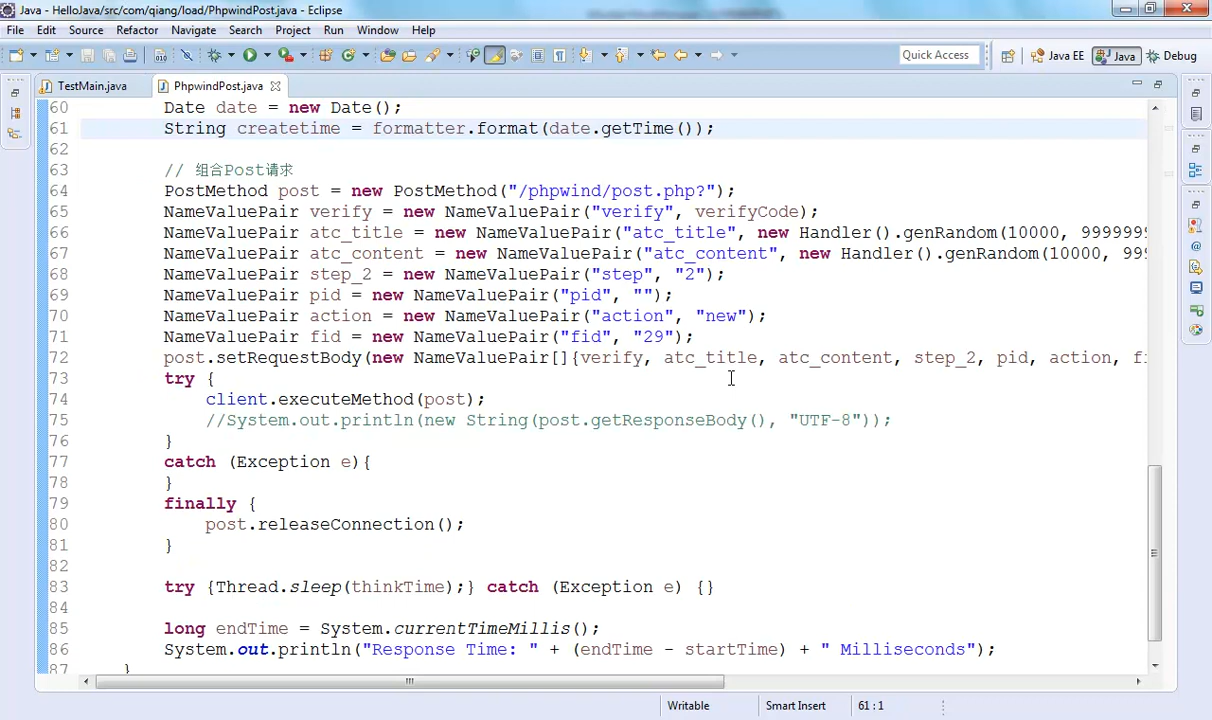 Java - HelloJava/src/com/qiang/load/PhpwindPost.java - Eclipse
File Edit Source Refactor Navigate Search Project Run Window Help
Quick Access Java EE Java Debug
TestMain.java PhpwindPost.java
60 Date date = new Date();
61 String createtime = formatter.format(date.getTime());
62
63 // 组合Post请求
64 PostMethod post = new PostMethod("/phpwind/post.php?");
65 NameValuePair verify = new NameValuePair("verify", verifyCode);
66 NameValuePair atc_title = new NameValuePair("atc_title", new Handler().genRandom(10000, 9999999
67 NameValuePair atc_content = new NameValuePair("atc_content", new Handler().genRandom(10000, 99
68 NameValuePair step_2 = new NameValuePair("step", "2");
69 NameValuePair pid = new NameValuePair("pid", "");
70 NameValuePair action = new NameValuePair("action", "new");
71 NameValuePair fid = new NameValuePair("fid", "29");
72 post.setRequestBody(new NameValuePair[]{verify, atc_title, atc_content, step_2, pid, action, fi
73 try {
74 client.executeMethod(post);
75 //System.out.println(new String(post.getResponseBody(), "UTF-8"));
76 }
77 catch (Exception e){
78 }
79 finally {
80 post.releaseConnection();
81 }
82
83 try {Thread.sleep(thinkTime);} catch (Exception e) {}
84
85 long endTime = System.currentTimeMillis();
86 System.out.println("Response Time: " + (endTime - startTime) + " Milliseconds");
87 }
Writable Smart Insert 61 : 1